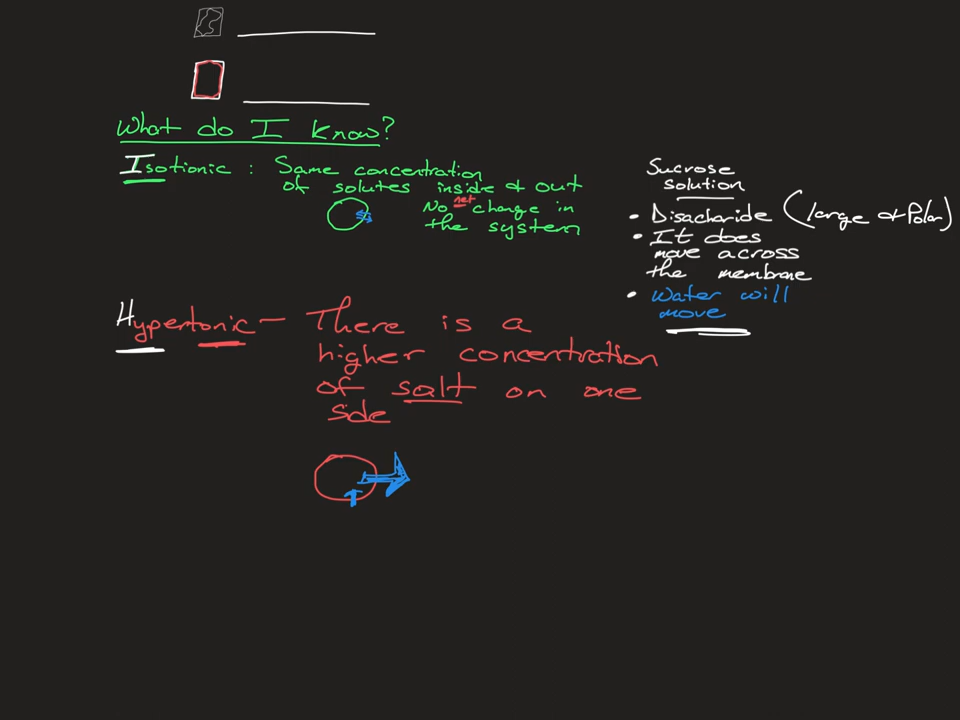 What do I know?
Isotionic : Same concentration
of solutes inside & out
No net change in
the system
Sucrose
solution
• Disacharide (large & Polar)
• It does
move across
the membrane
• Water will
move
Hypertonic - There is a
higher concentration
of salt on one
side